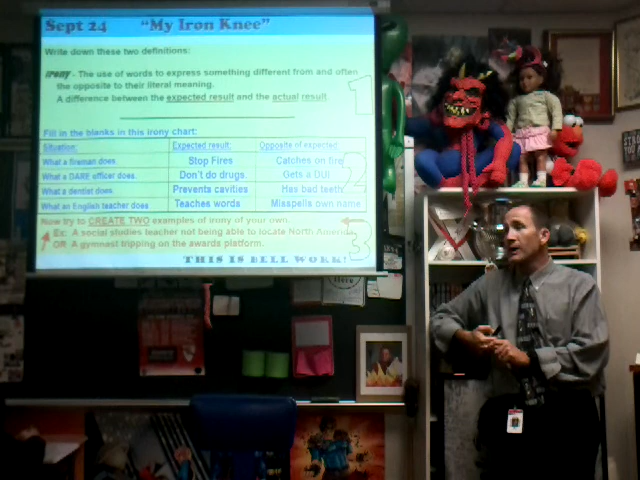 Sept 24 "My Iron Knee"
Write down these two definitions:
irony - The use of words to express something different from and often
the opposite to their literal meaning.
A difference between the expected result and the actual result.
1
Fill in the blanks in this irony chart:
Situation: Expected result: Opposite of expected
What a fireman does. Stop Fires Catches on fire
What a DARE officer does. Don't do drugs. Gets a DUI
What a dentist does. Prevents cavities Has bad teeth
What an English teacher does Teaches words Misspells own name
2
Now try to CREATE TWO examples of irony of your own.
Ex: A social studies teacher not being able to locate North America.
OR A gymnast tripping on the awards platform.
3
THIS IS BELL WORK!
Here